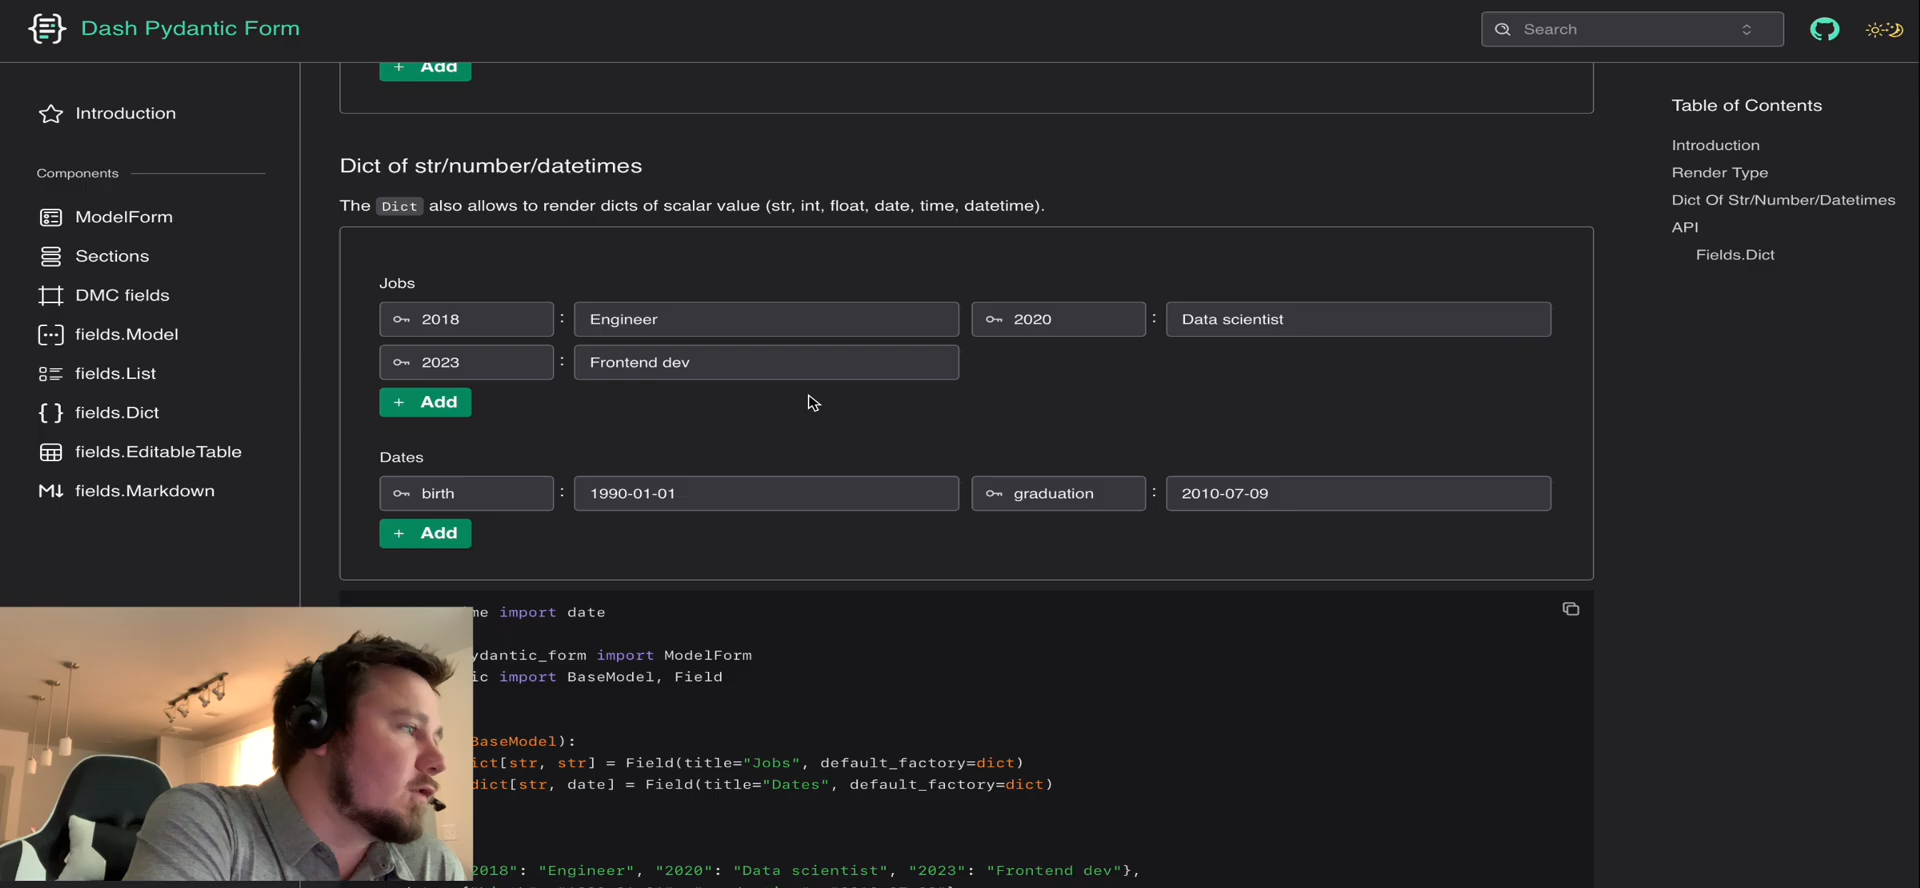 Dash Pydantic Form
Search
Introduction
Components
ModelForm
Sections
DMC fields
fields.Model
fields.List
fields.Dict
fields.EditableTable
fields.Markdown
+ Add
Dict of str/number/datetimes
The Dict also allows to render dicts of scalar value (str, int, float, date, time, datetime).
Jobs
2018 : Engineer 2020 : Data scientist
2023 : Frontend dev
+ Add
Dates
birth : 1990-01-01 graduation : 2010-07-09
+ Add
me import date
ydantic_form import ModelForm
ic import BaseModel, Field
BaseModel):
ict[str, str] = Field(title="Jobs", default_factory=dict)
dict[str, date] = Field(title="Dates", default_factory=dict)
2018": "Engineer", "2020": "Data scientist", "2023": "Frontend dev"},
Table of Contents
Introduction
Render Type
Dict Of Str/Number/Datetimes
API
Fields.Dict